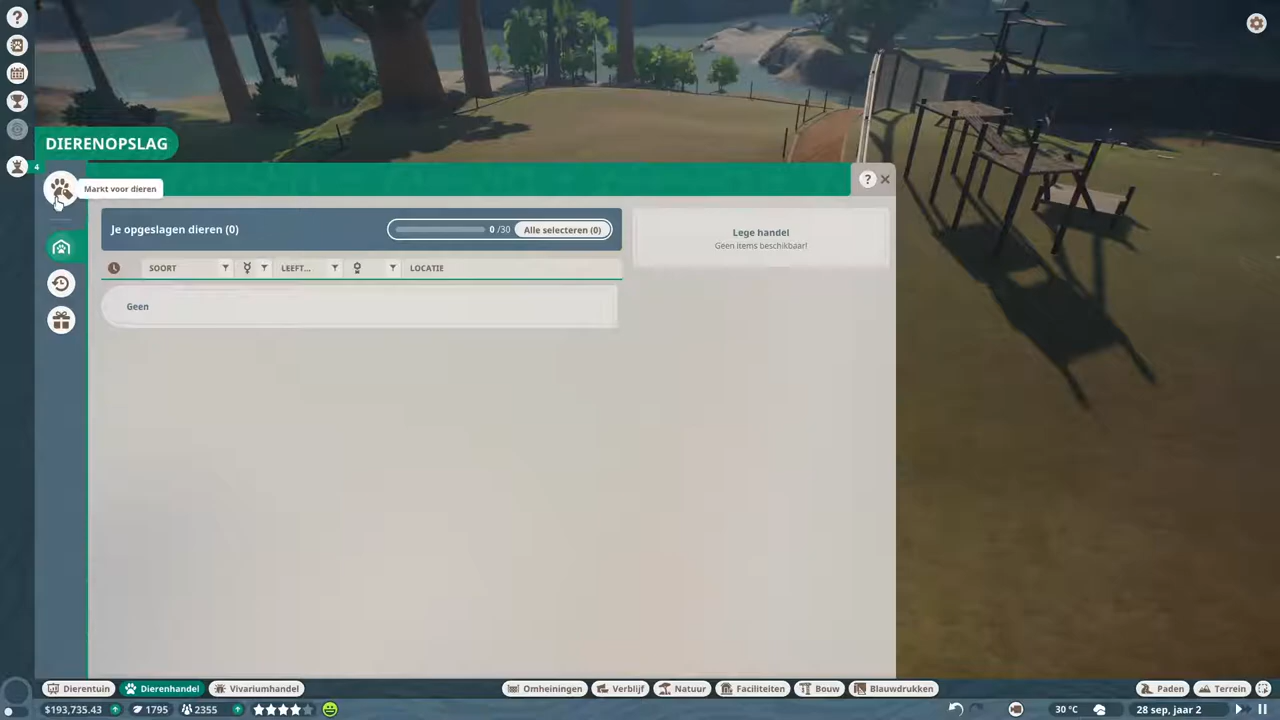 DIERENOPSLAG
4
Markt voor dieren
?
Je opgeslagen dieren (0)
0 /30
Alle selecteren (0)
Lege handel
Geen items beschikbaar!
SOORT
LEEFT...
LOCATIE
Geen
Dierentuin
Dierenhandel
Vivariumhandel
Omheiningen
Verblijf
Natuur
Faciliteiten
Bouw
Blauwdrukken
Paden
Terrein
$193,735.43
1795
2355
30 °C
28 sep, jaar 2